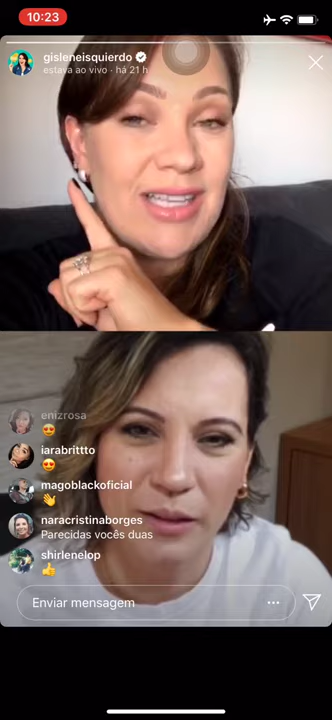 10:23
gisleneisquierdo
estava ao vivo · há 21 h
enizrosa
😍
iarabrittto
😍
magoblackoficial
👋
naracristinaborges
Parecidas vocês duas
shirlenelop
👍
Enviar mensagem